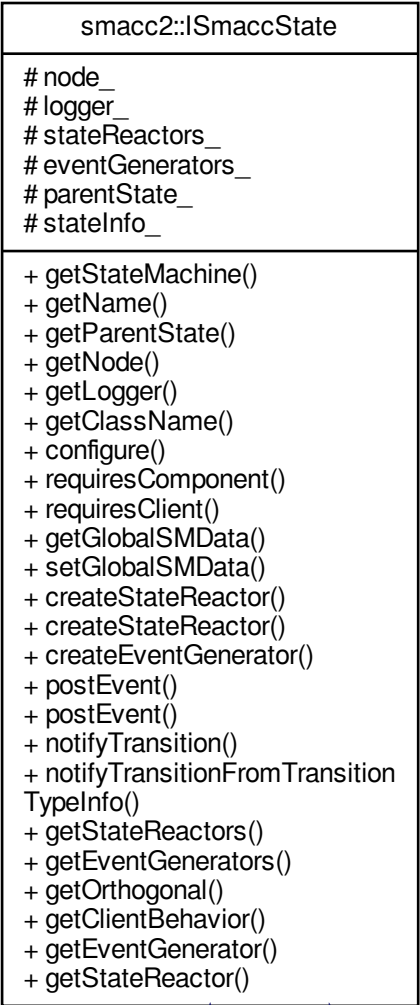 smacc2::ISmaccState
# node_
# logger_
# stateReactors_
# eventGenerators_
# parentState_
# stateInfo_
+ getStateMachine()
+ getName()
+ getParentState()
+ getNode()
+ getLogger()
+ getClassName()
+ configure()
+ requiresComponent()
+ requiresClient()
+ getGlobalSMData()
+ setGlobalSMData()
+ createStateReactor()
+ createStateReactor()
+ createEventGenerator()
+ postEvent()
+ postEvent()
+ notifyTransition()
+ notifyTransitionFromTransition
TypeInfo()
+ getStateReactors()
+ getEventGenerators()
+ getOrthogonal()
+ getClientBehavior()
+ getEventGenerator()
+ getStateReactor()